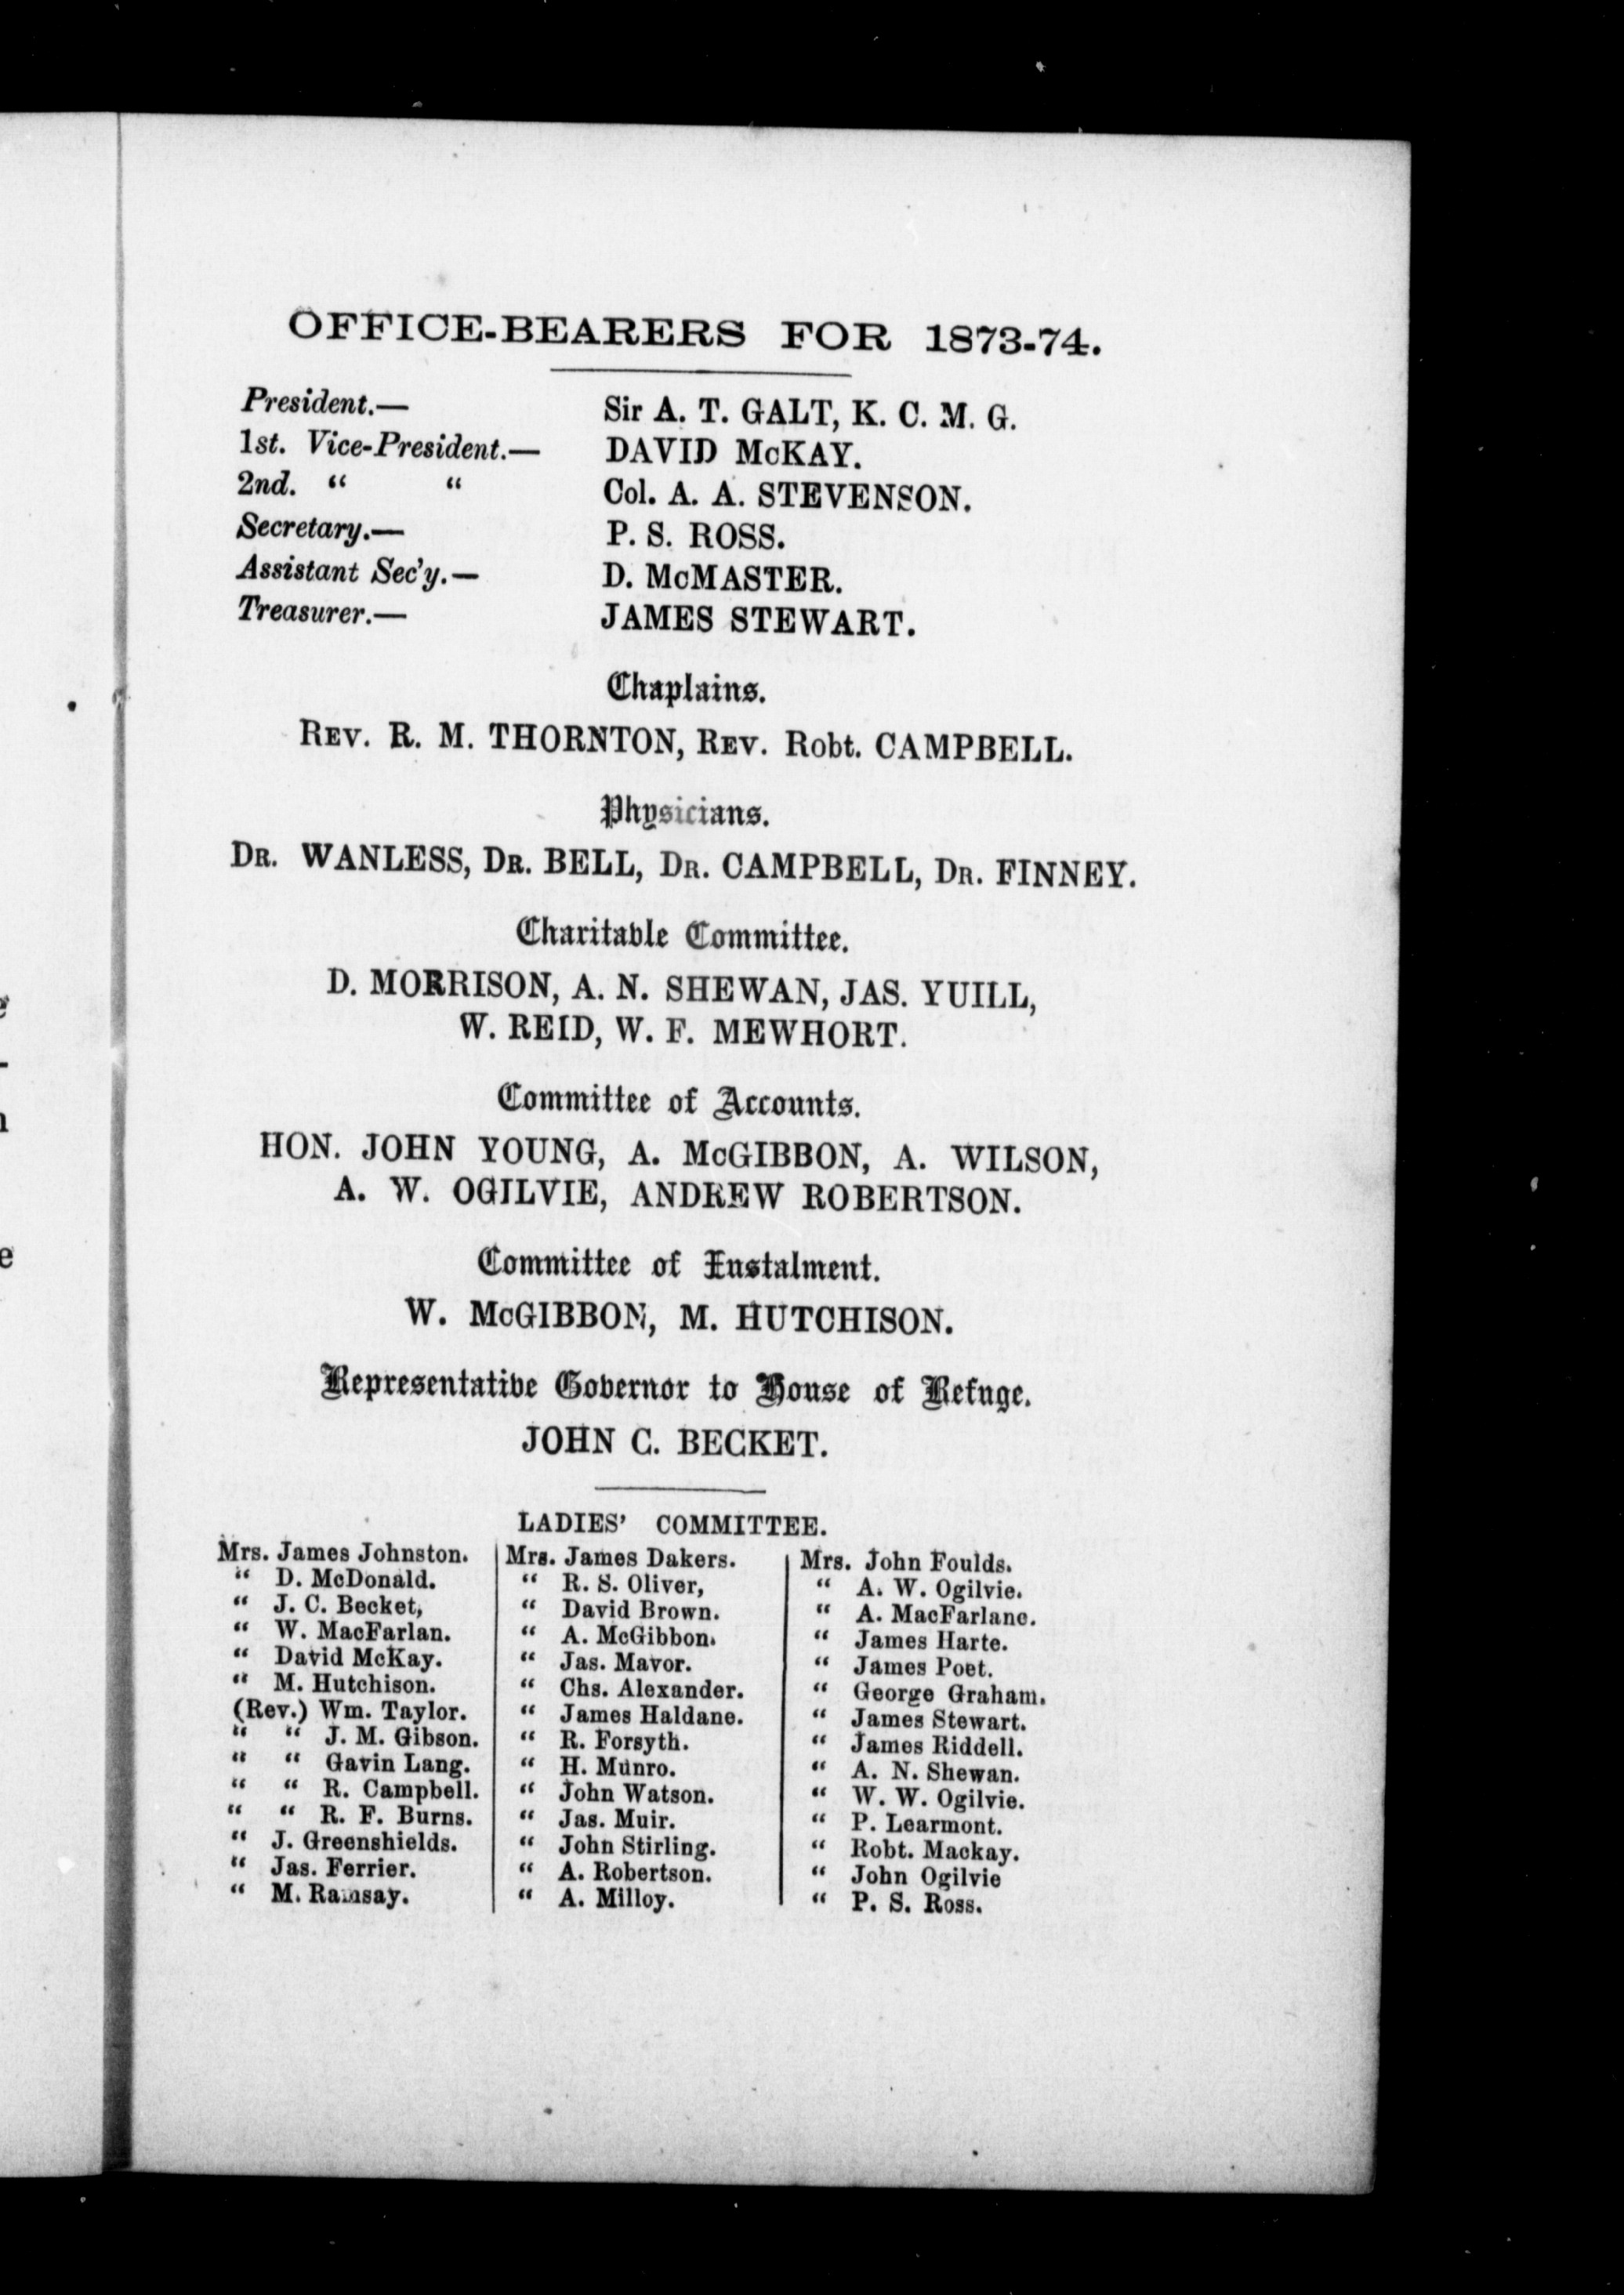 OFFICE-BEARERS FOR 1873-74.
President.— Sir A. T. GALT, K. C. M. G.
1st. Vice-President.— DAVID McKAY.
2nd. “ “ Col. A. A. STEVENSON.
Secretary.— P. S. ROSS.
Assistant Sec'y.— D. McMASTER.
Treasurer.— JAMES STEWART.
Chaplains.
REV. R. M. THORNTON, REV. Robt. CAMPBELL.
Physicians.
DR. WANLESS, DR. BELL, DR. CAMPBELL, DR. FINNEY.
Charitable Committee.
D. MORRISON, A. N. SHEWAN, JAS. YUILL,
W. REID, W. F. MEWHORT.
Committee of Accounts.
HON. JOHN YOUNG, A. McGIBBON, A. WILSON,
A. W. OGILVIE, ANDREW ROBERTSON.
Committee of Instalment.
W. McGIBBON, M. HUTCHISON.
Representative Governor to House of Refuge.
JOHN C. BECKET.
LADIES' COMMITTEE.
Mrs. James Johnston.
“ D. McDonald.
“ J. C. Becket,
“ W. MacFarlan.
“ David McKay.
“ M. Hutchison.
(Rev.) Wm. Taylor.
“ “ J. M. Gibson.
“ “ Gavin Lang.
“ “ R. Campbell.
“ “ R. F. Burns.
“ J. Greenshields.
“ Jas. Ferrier.
“ M. Ramsay.
Mrs. James Dakers.
“ R. S. Oliver,
“ David Brown.
“ A. McGibbon.
“ Jas. Mavor.
“ Chs. Alexander.
“ James Haldane.
“ R. Forsyth.
“ H. Munro.
“ John Watson.
“ Jas. Muir.
“ John Stirling.
“ A. Robertson.
“ A. Milloy.
Mrs. John Foulds.
“ A. W. Ogilvie.
“ A. MacFarlane.
“ James Harte.
“ James Poet.
“ George Graham.
“ James Stewart.
“ James Riddell.
“ A. N. Shewan.
“ W. W. Ogilvie.
“ P. Learmont.
“ Robt. Mackay.
“ John Ogilvie
“ P. S. Ross.